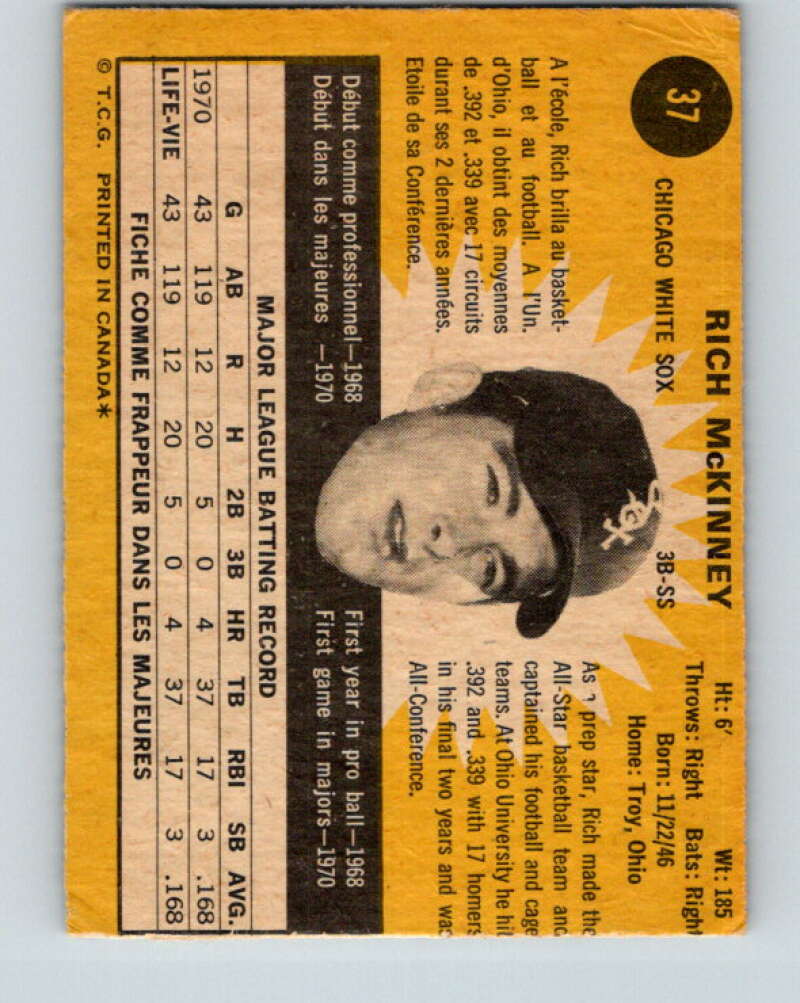 37
RICH McKINNEY
CHICAGO WHITE SOX 3B-SS
Ht: 6′ Wt: 185
Throws: Right Bats: Right
Born: 11/22/46
Home: Troy, Ohio
A l'école, Rich brilla au basket-
ball et au football. A l'Un.
d'Ohio, il obtint des moyennes
de .392 et .339 avec 17 circuits
durant ses 2 dernières années.
Etoile de sa Conférence.
As prep star, Rich made the
All-Star basketball team and
captained his football and cage
teams. At Ohio University he hit
.392 and .339 with 17 homers
in his final two years and was
All-Conference.
Début comme professionnel—1968
Début dans les majeures —1970
First year in pro ball—1968
First game in majors—1970
MAJOR LEAGUE BATTING RECORD
G AB R H 2B 3B HR TB RBI SB AVG.
1970 43 119 12 20 5 0 4 37 17 3 .168
LIFE-VIE 43 119 12 20 5 0 4 37 17 3 .168
FICHE COMME FRAPPEUR DANS LES MAJEURES
© T.C.G. PRINTED IN CANADA*